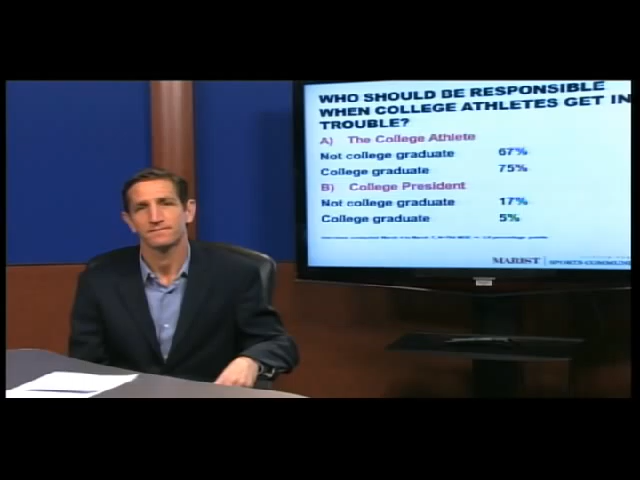 WHO SHOULD BE RESPONSIBLE
WHEN COLLEGE ATHLETES GET IN
TROUBLE?
A) The College Athlete
Not college graduate 67%
College graduate 75%
B) College President
Not college graduate 17%
College graduate 5%
MARIST